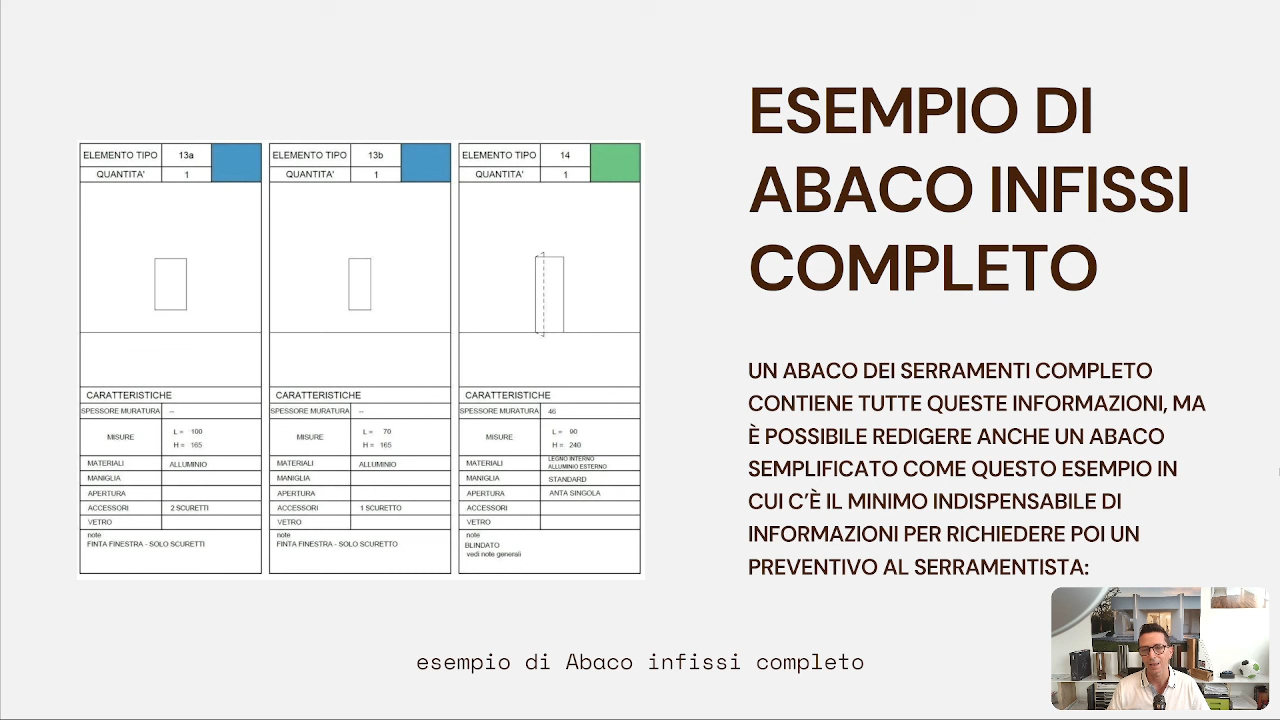 ESEMPIO DI
ABACO INFISSI
COMPLETO
UN ABACO DEI SERRAMENTI COMPLETO
CONTIENE TUTTE QUESTE INFORMAZIONI, MA
È POSSIBILE REDIGERE ANCHE UN ABACO
SEMPLIFICATO COME QUESTO ESEMPIO IN
CUI C'È IL MINIMO INDISPENSABILE DI
INFORMAZIONI PER RICHIEDERE POI UN
PREVENTIVO AL SERRAMENTISTA:
ELEMENTO TIPO 13a
QUANTITA' 1
CARATTERISTICHE
SPESSORE MURATURA --
MISURE L = 100
H = 165
MATERIALI ALLUMINIO
MANIGLIA
APERTURA
ACCESSORI 2 SCURETTI
VETRO
note
FINTA FINESTRA - SOLO SCURETTI
ELEMENTO TIPO 13b
QUANTITA' 1
CARATTERISTICHE
SPESSORE MURATURA --
MISURE L = 70
H = 165
MATERIALI ALLUMINIO
MANIGLIA
APERTURA
ACCESSORI 1 SCURETTO
VETRO
note
FINTA FINESTRA - SOLO SCURETTO
ELEMENTO TIPO 14
QUANTITA' 1
CARATTERISTICHE
SPESSORE MURATURA 46
MISURE L = 90
H = 240
MATERIALI LEGNO INTERNO
ALLUMINIO ESTERNO
MANIGLIA STANDARD
APERTURA ANTA SINGOLA
ACCESSORI
VETRO
note
BLINDATO
vedi note generali
esempio di Abaco infissi completo